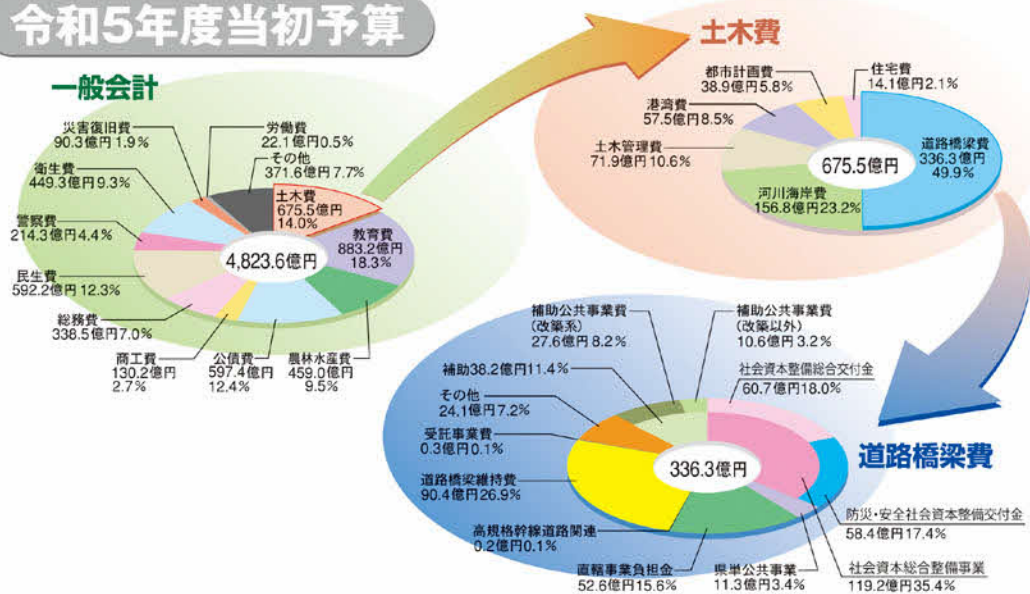 令和5年度当初予算
一般会計
災害復旧費
90.3億円1.9%
労働費
22.1億円0.5%
その他
371.6億円7.7%
衛生費
449.3億円9.3%
土木費
675.5億円
14.0%
警察費
214.3億円4.4%
教育費
883.2億円
18.3%
4,823.6億円
民生費
592.2億円12.3%
総務費
338.5億円7.0%
商工費
130.2億円
2.7%
公債費
597.4億円
12.4%
農林水産費
459.0億円
9.5%
土木費
都市計画費
38.9億円5.8%
住宅費
14.1億円2.1%
港湾費
57.5億円8.5%
土木管理費
71.9億円10.6%
675.5億円
道路橋梁費
336.3億円
49.9%
河川海岸費
156.8億円23.2%
道路橋梁費
補助公共事業費
(改築系)
27.6億円8.2%
補助公共事業費
(改築以外)
10.6億円3.2%
補助38.2億円11.4%
社会資本整備総合交付金
60.7億円18.0%
その他
24.1億円7.2%
受託事業費
0.3億円0.1%
336.3億円
道路橋梁維持費
90.4億円26.9%
防災・安全社会資本整備交付金
58.4億円17.4%
高規格幹線道路関連
0.2億円0.1%
直轄事業負担金
52.6億円15.6%
県単公共事業
11.3億円3.4%
社会資本総合整備事業
119.2億円35.4%